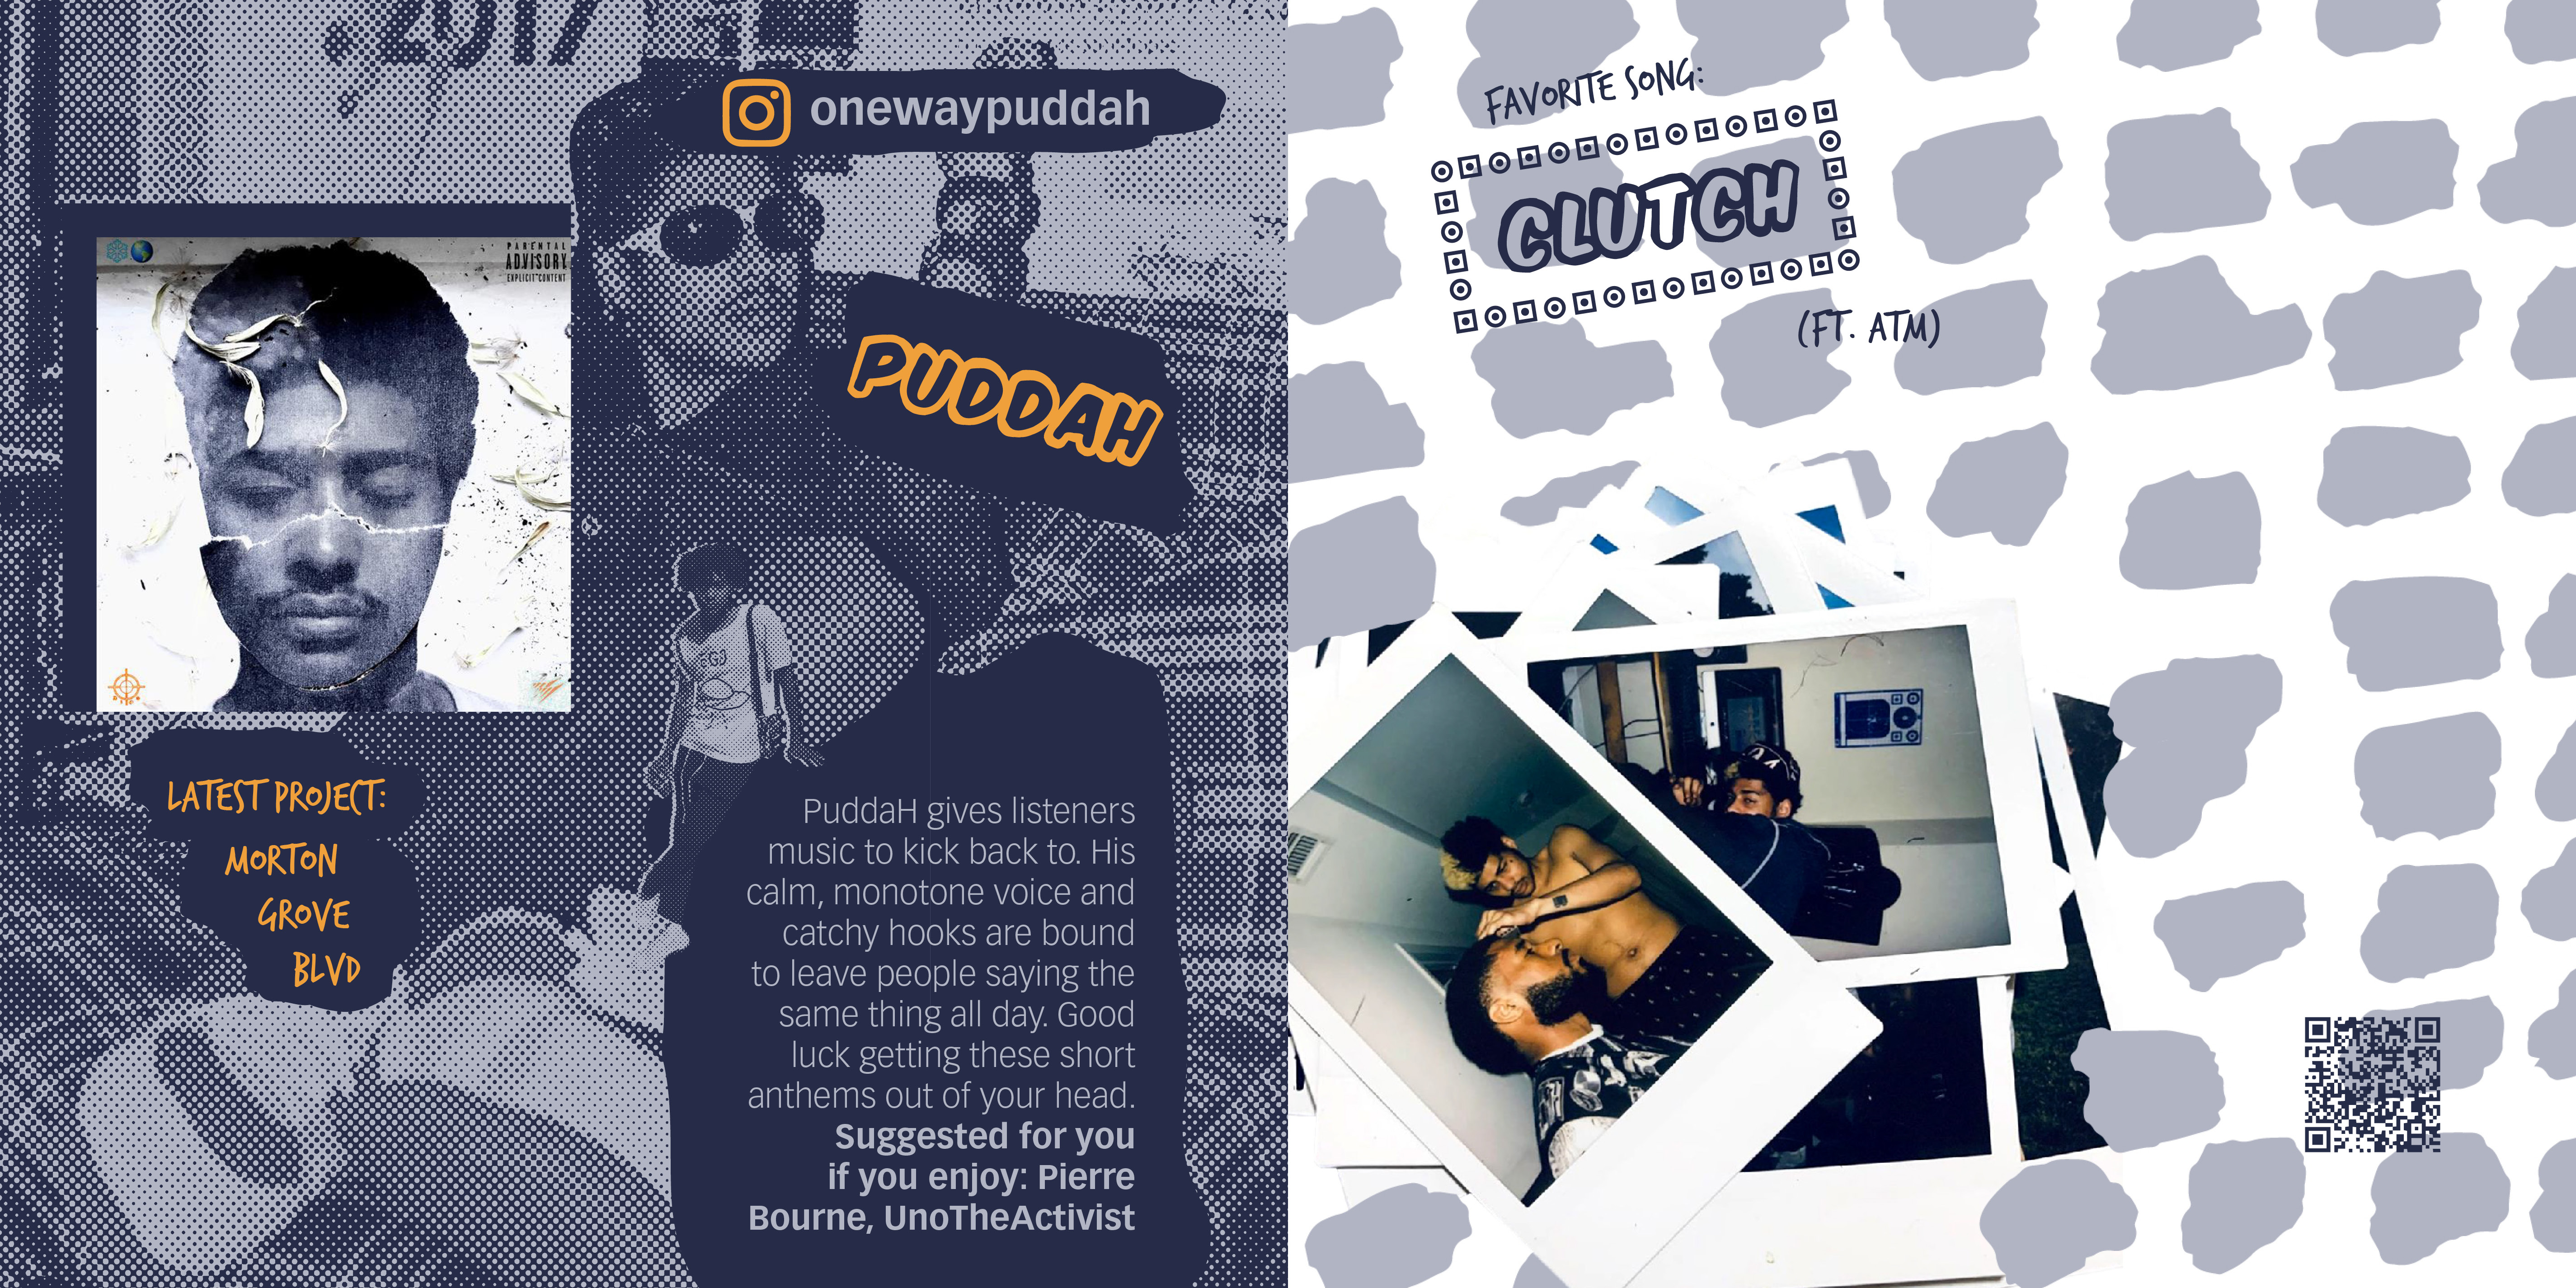 2017
onewaypuddah
PARENTAL
ADVISORY
EXPLICIT CONTENT
PUDDAH
LATEST PROJECT:
MORTON
GROVE
BLVD
PuddaH gives listeners
music to kick back to. His
calm, monotone voice and
catchy hooks are bound
to leave people saying the
same thing all day. Good
luck getting these short
anthems out of your head.
Suggested for you
if you enjoy: Pierre
Bourne, UnoTheActivist
FAVORITE SONG:
CLUTCH
(FT. ATM)